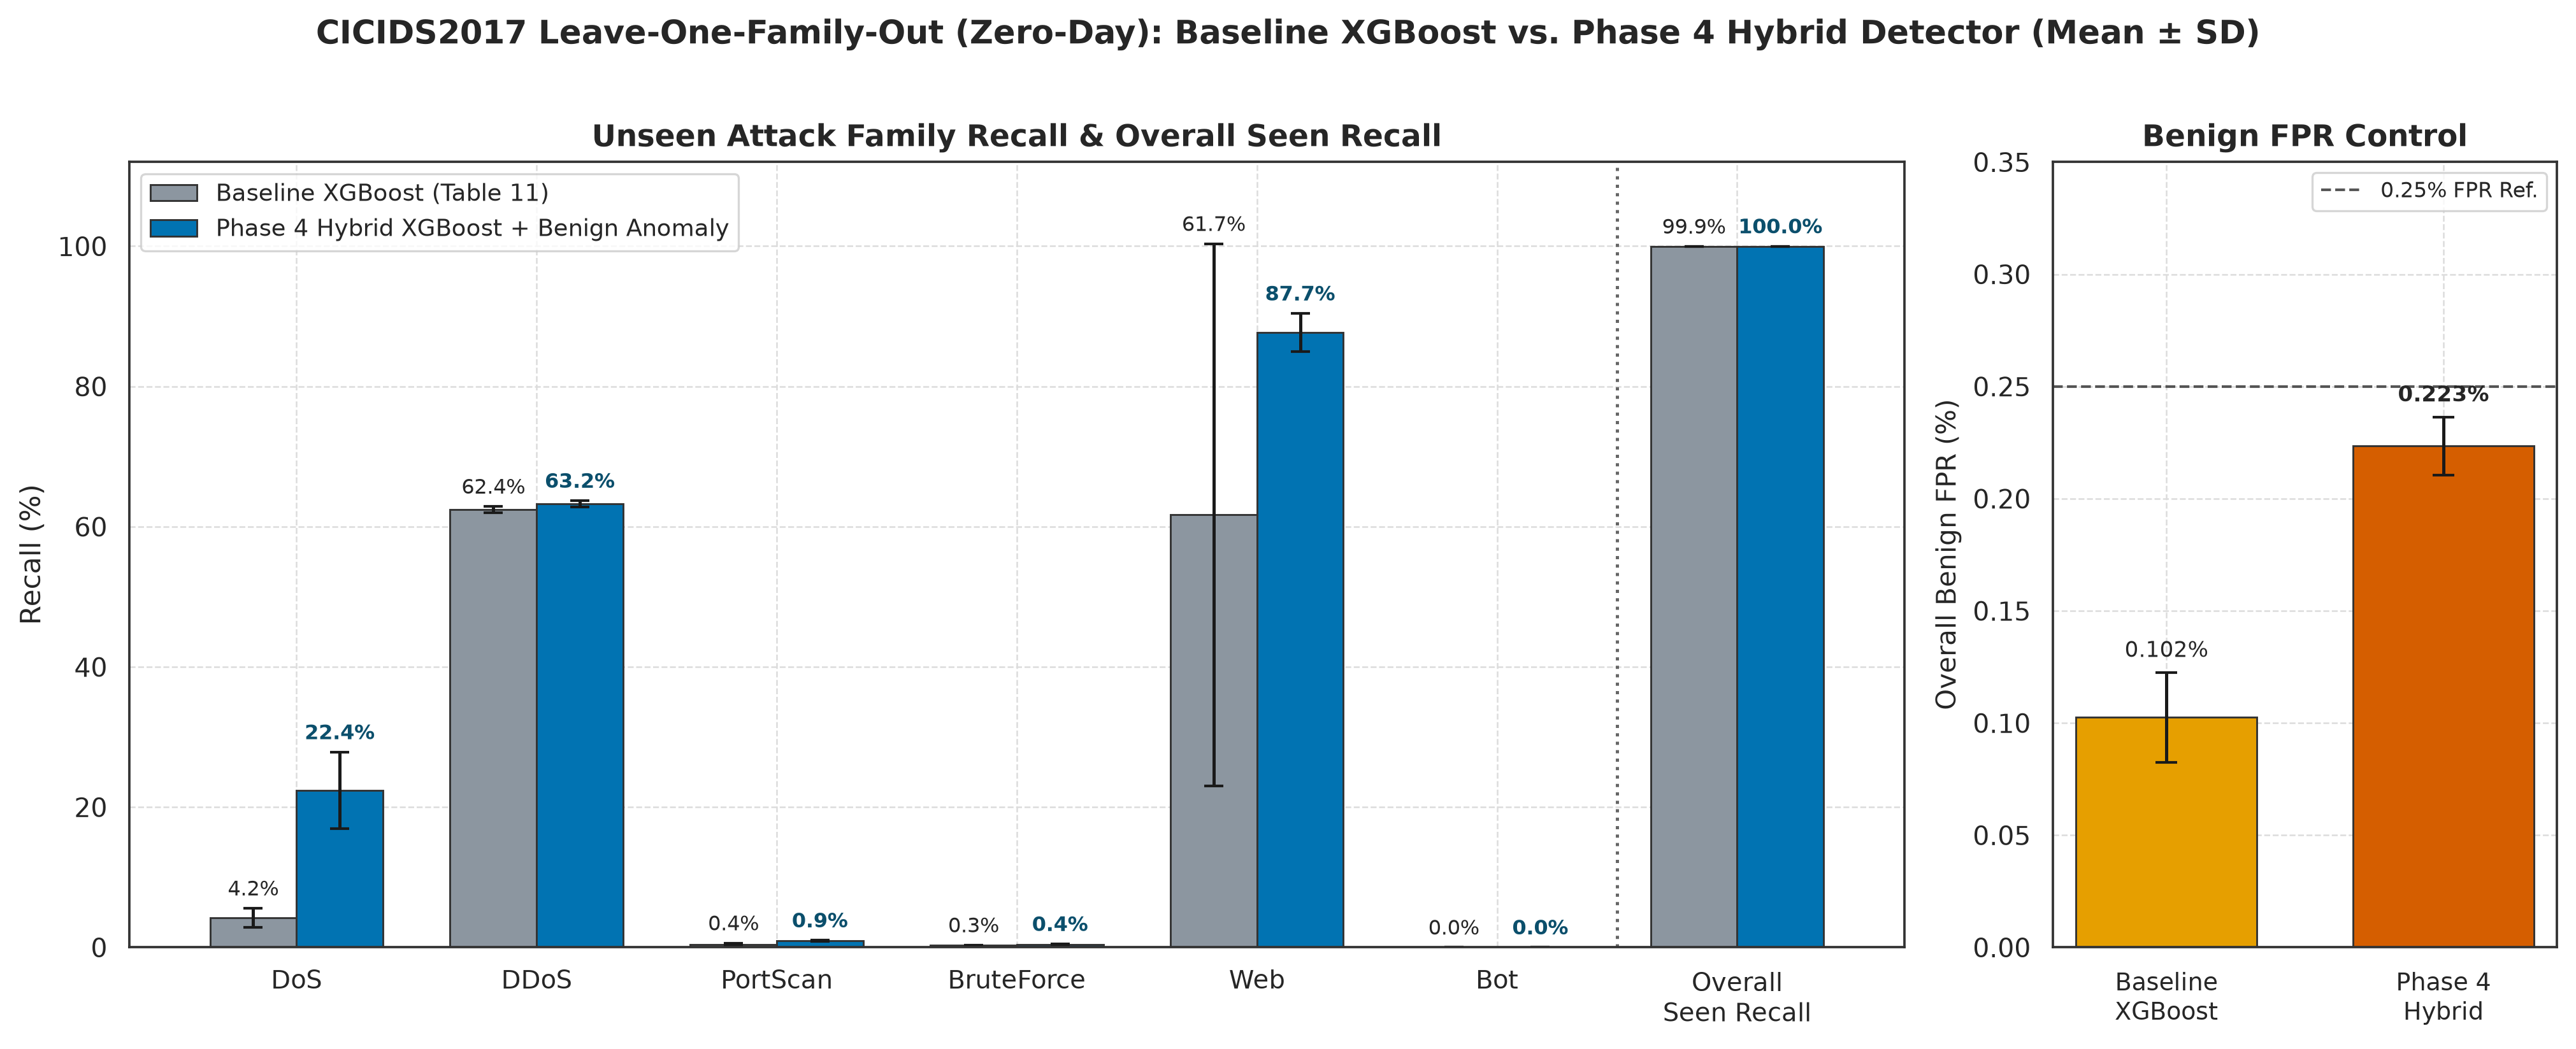 CICIDS2017 Leave-One-Family-Out (Zero-Day): Baseline XGBoost vs. Phase 4 Hybrid Detector (Mean ± SD)
Unseen Attack Family Recall & Overall Seen Recall
Baseline XGBoost (Table 11)
Phase 4 Hybrid XGBoost + Benign Anomaly
Recall (%)
100
80
60
40
20
0
4.2%
22.4%
62.4%
63.2%
0.4%
0.9%
0.3%
0.4%
61.7%
87.7%
0.0%
0.0%
99.9%
100.0%
DoS
DDoS
PortScan
BruteForce
Web
Bot
Overall
Seen Recall
Benign FPR Control
0.25% FPR Ref.
Overall Benign FPR (%)
0.35
0.30
0.25
0.20
0.15
0.10
0.05
0.00
0.102%
0.223%
Baseline
XGBoost
Phase 4
Hybrid